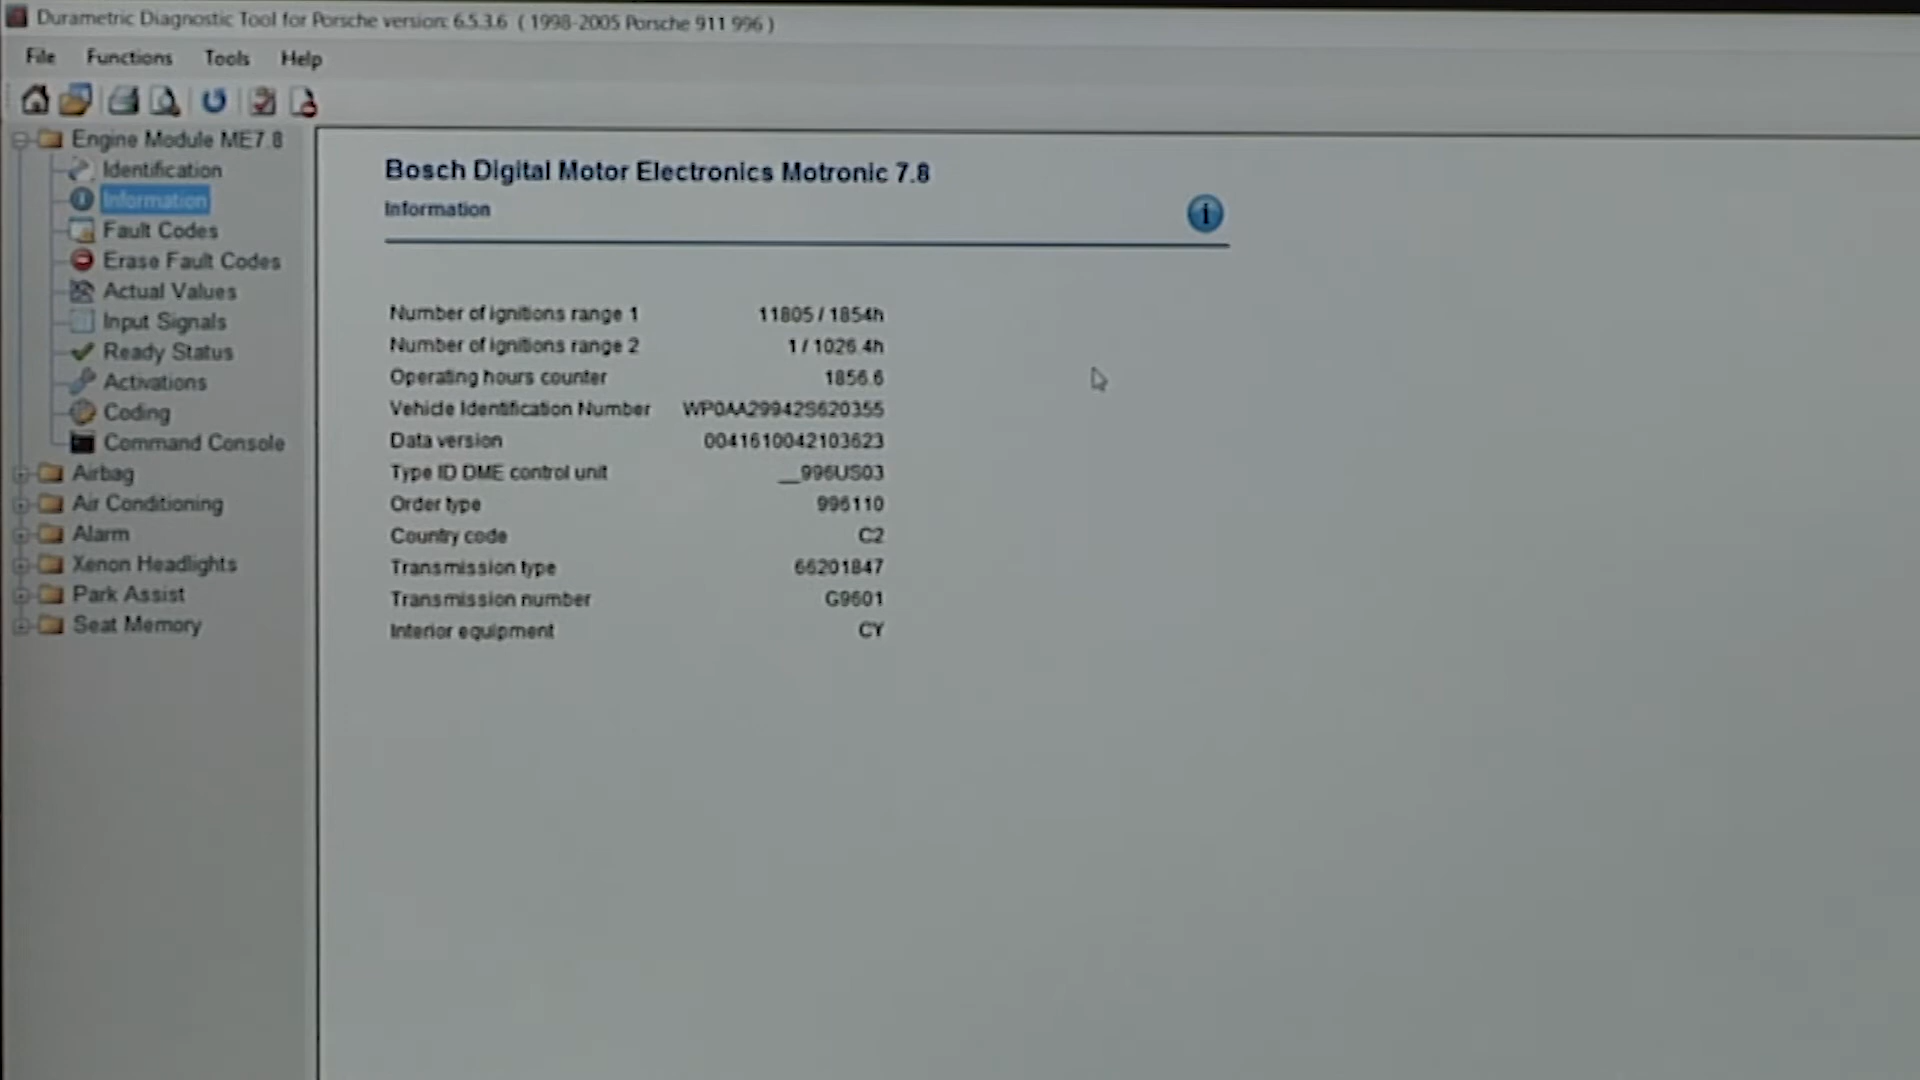 Durametric Diagnostic Tool for Porsche version: 6.5.3.6 ( 1998-2005 Porsche 911 996 )
File Functions Tools Help
Engine Module ME7.8
Identification
Information
Fault Codes
Erase Fault Codes
Actual Values
Input Signals
Ready Status
Activations
Coding
Command Console
Airbag
Air Conditioning
Alarm
Xenon Headlights
Park Assist
Seat Memory
Bosch Digital Motor Electronics Motronic 7.8
Information
Number of ignitions range 1 11805 / 1854h
Number of ignitions range 2 1 / 1026.4h
Operating hours counter 1856.6
Vehicle Identification Number WP0AA29942S620355
Data version 0041610042103623
Type ID DME control unit __996US03
Order type 996110
Country code C2
Transmission type 66201847
Transmission number G9601
Interior equipment CY